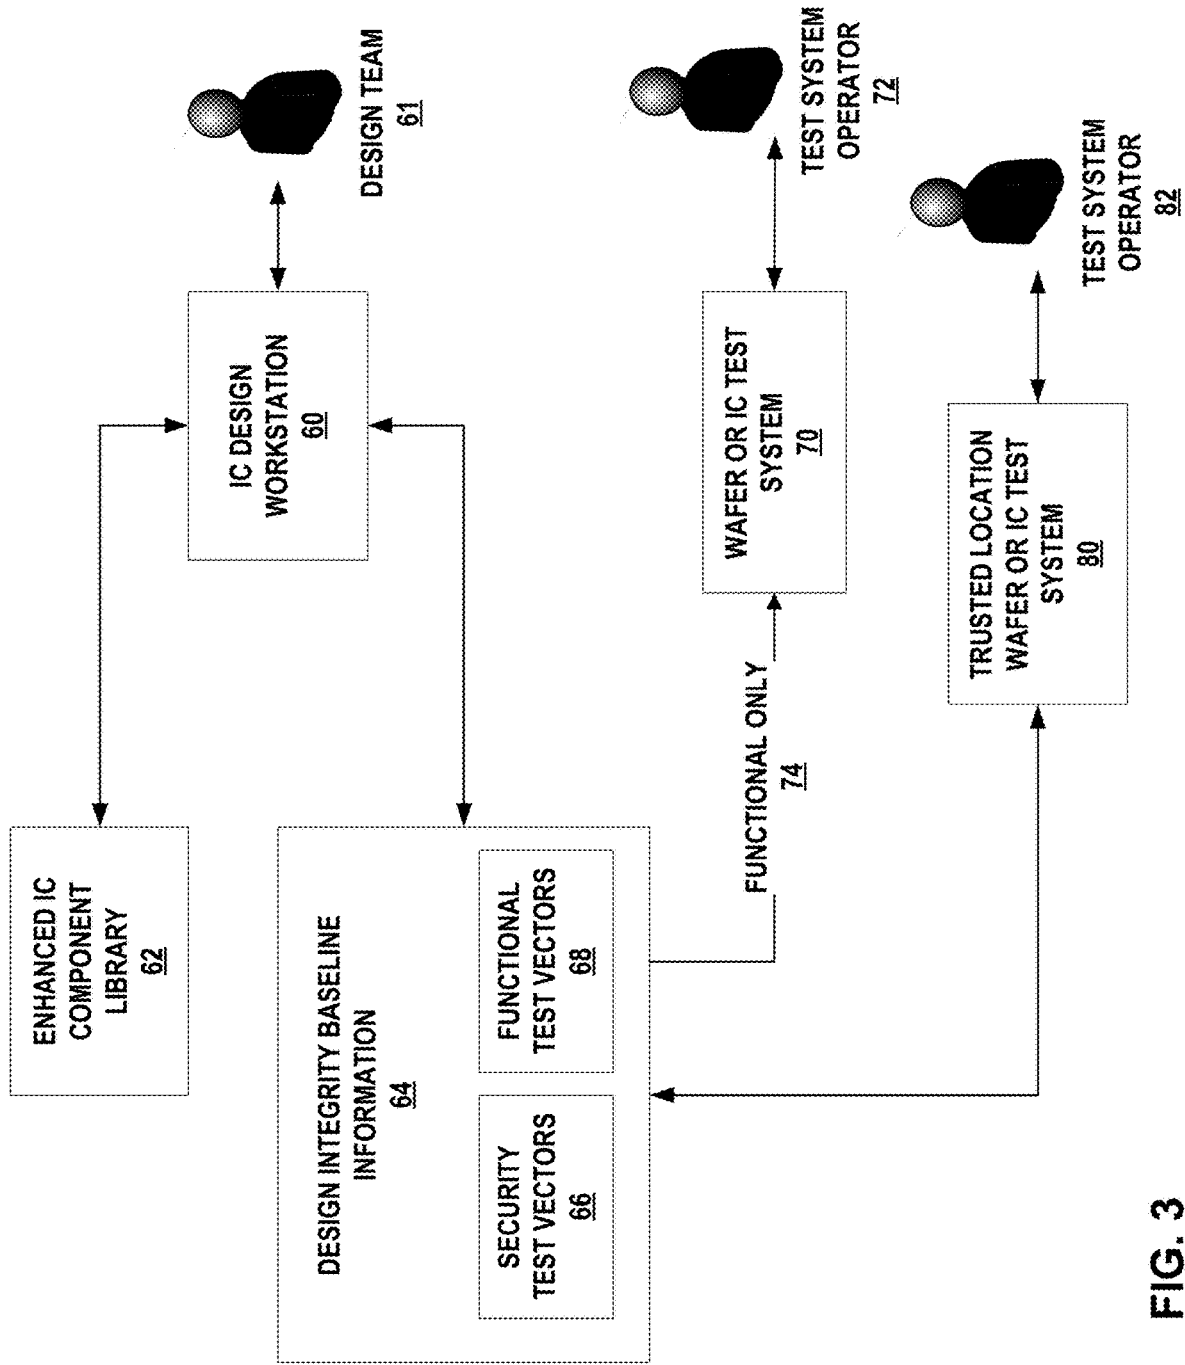 ENHANCED IC
COMPONENT
LIBRARY
62
IC DESIGN
WORKSTATION
60
DESIGN TEAM
61
DESIGN INTEGRITY BASELINE
INFORMATION
64
SECURITY
TEST VECTORS
66
FUNCTIONAL
TEST VECTORS
68
FUNCTIONAL ONLY
74
WAFER OR IC TEST
SYSTEM
70
TEST SYSTEM
OPERATOR
72
TRUSTED LOCATION
WAFER OR IC TEST
SYSTEM
80
TEST SYSTEM
OPERATOR
82
FIG. 3